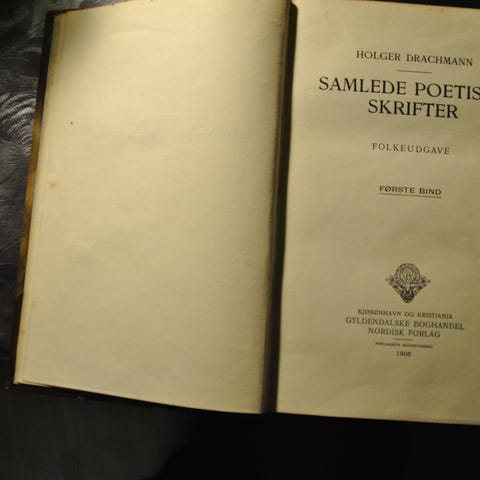 HOLGER DRACHMANN
SAMLEDE POETIS
SKRIFTER
FOLKEUDGAVE
FØRSTE BIND
KJØBENHAVN OG KRISTIANIA
GYLDENDALSKE BOGHANDEL
NORDISK FORLAG
1906